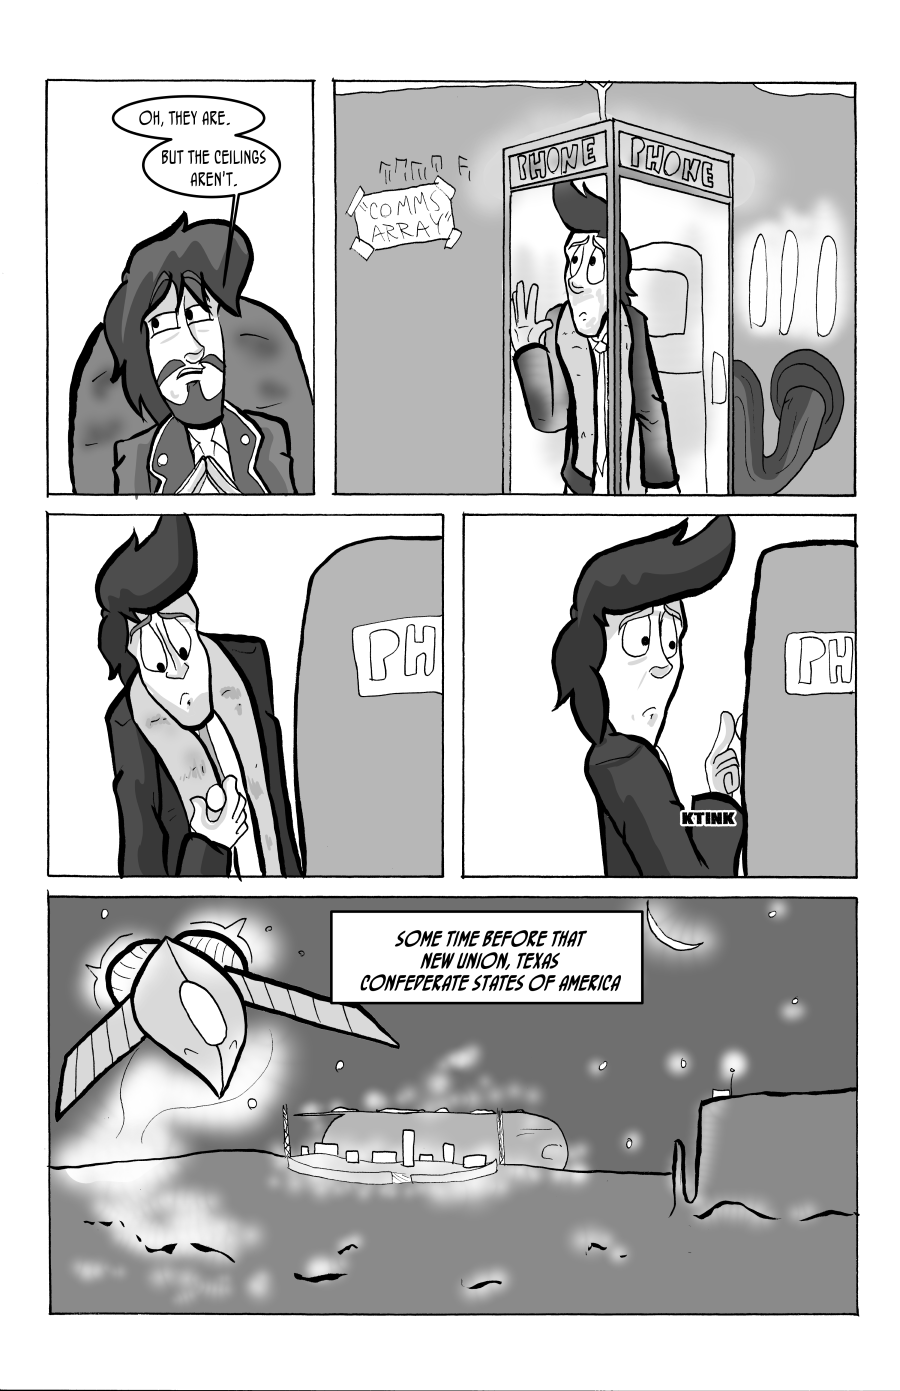 OH, THEY ARE.
BUT THE CEILINGS
AREN'T.
PHONE
PHONE
"COMMS
ARRAY"
PH
PH
KTINK
SOME TIME BEFORE THAT
NEW UNION, TEXAS
CONFEDERATE STATES OF AMERICA